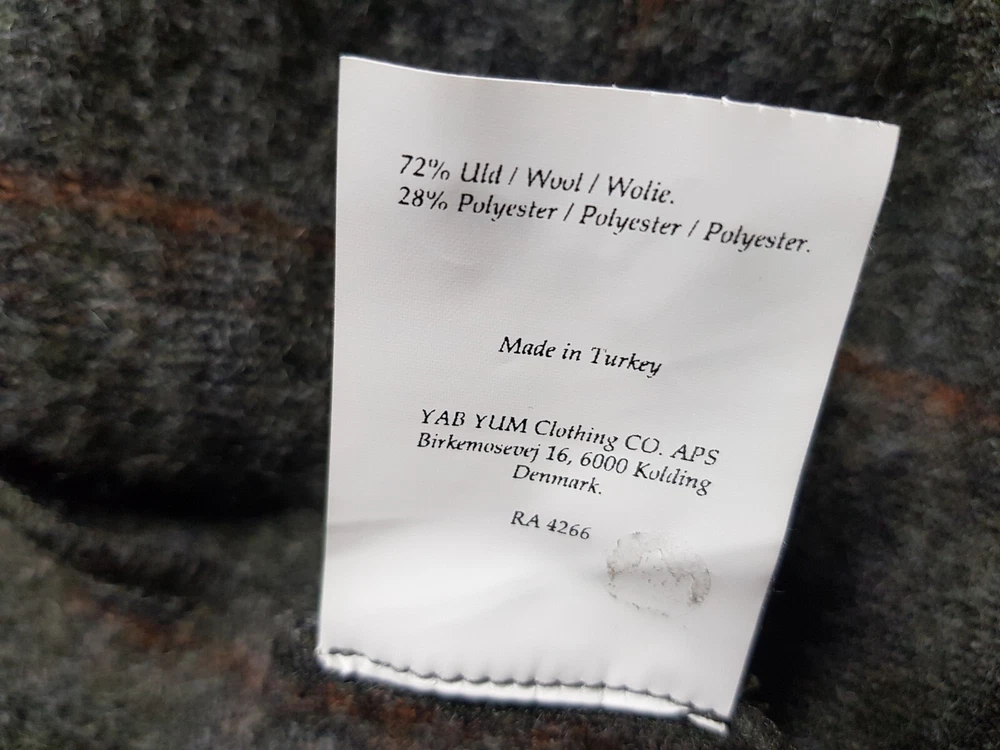 72% Uld / Wool / Wolle.
28% Polyester / Polyester / Polyester.
Made in Turkey
YAB YUM Clothing CO. APS
Birkemosevej 16, 6000 Kolding
Denmark.
RA 4266